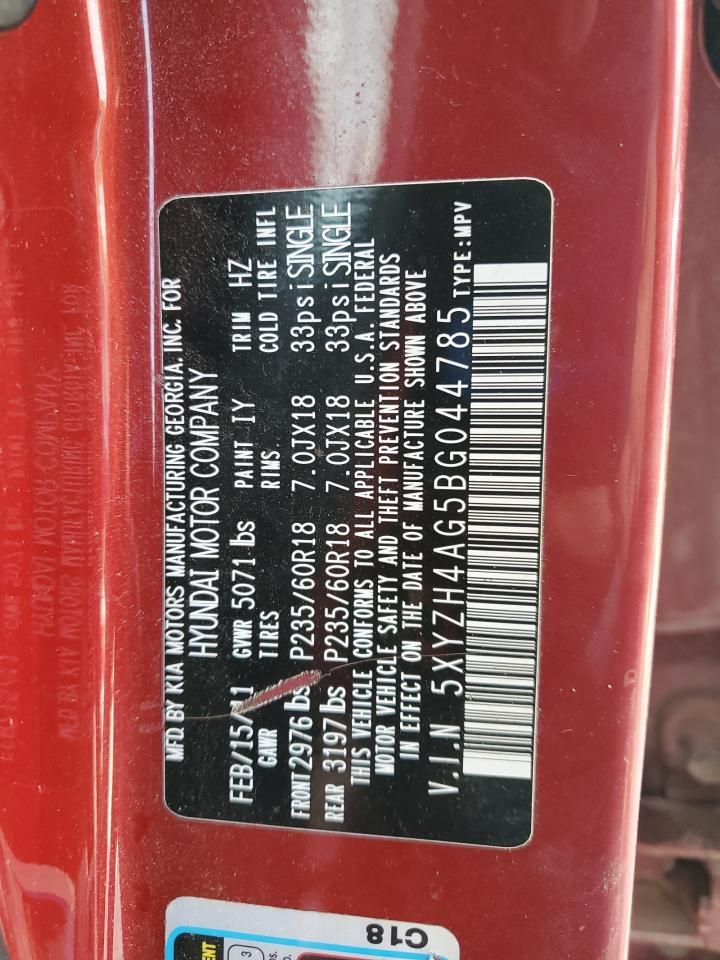 MFD. BY KIA MOTORS MANUFACTURING GEORGIA. INC. FOR
HYUNDAI MOTOR COMPANY
FEB/15/11 GVWR 5071 lbs PAINT IY TRIM HZ
GAWR TIRES RIMS. COLD TIRE INFL
FRONT 2976 lbs P235/60R18 7.0JX18 33psi SINGLE
REAR 3197 lbs P235/60R18 7.0JX18 33psi SINGLE
THIS VEHICLE CONFORMS TO ALL APPLICABLE U.S.A. FEDERAL
MOTOR VEHICLE SAFETY AND THEFT PREVENTION STANDARDS
IN EFFECT ON THE DATE OF MANUFACTURE SHOWN ABOVE
V.I.N 5XYZH4AG5BG044785 TYPE:MPV
C18
3